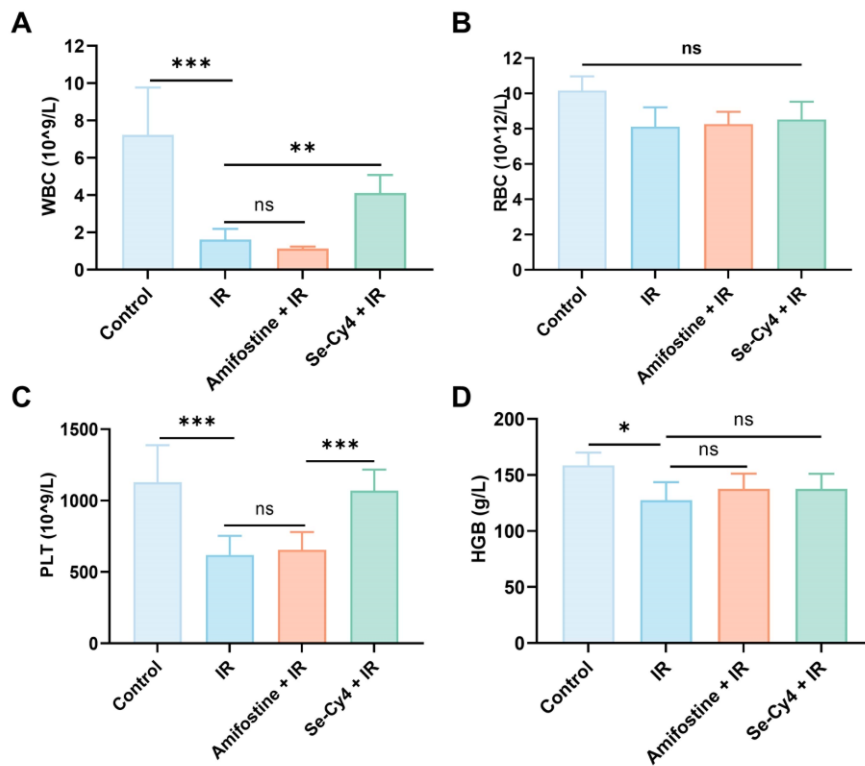 A
WBC (10^9/L)
12
10
8
6
4
2
0
***
**
ns
Control
IR
Amifostine + IR
Se-Cy4 + IR
B
RBC (10^12/L)
12
10
8
6
4
2
0
ns
Control
IR
Amifostine + IR
Se-Cy4 + IR
C
PLT (10^9/L)
1500
1000
500
0
***
***
ns
Control
IR
Amifostine + IR
Se-Cy4 + IR
D
HGB (g/L)
200
150
100
50
0
*
ns
ns
Control
IR
Amifostine + IR
Se-Cy4 + IR